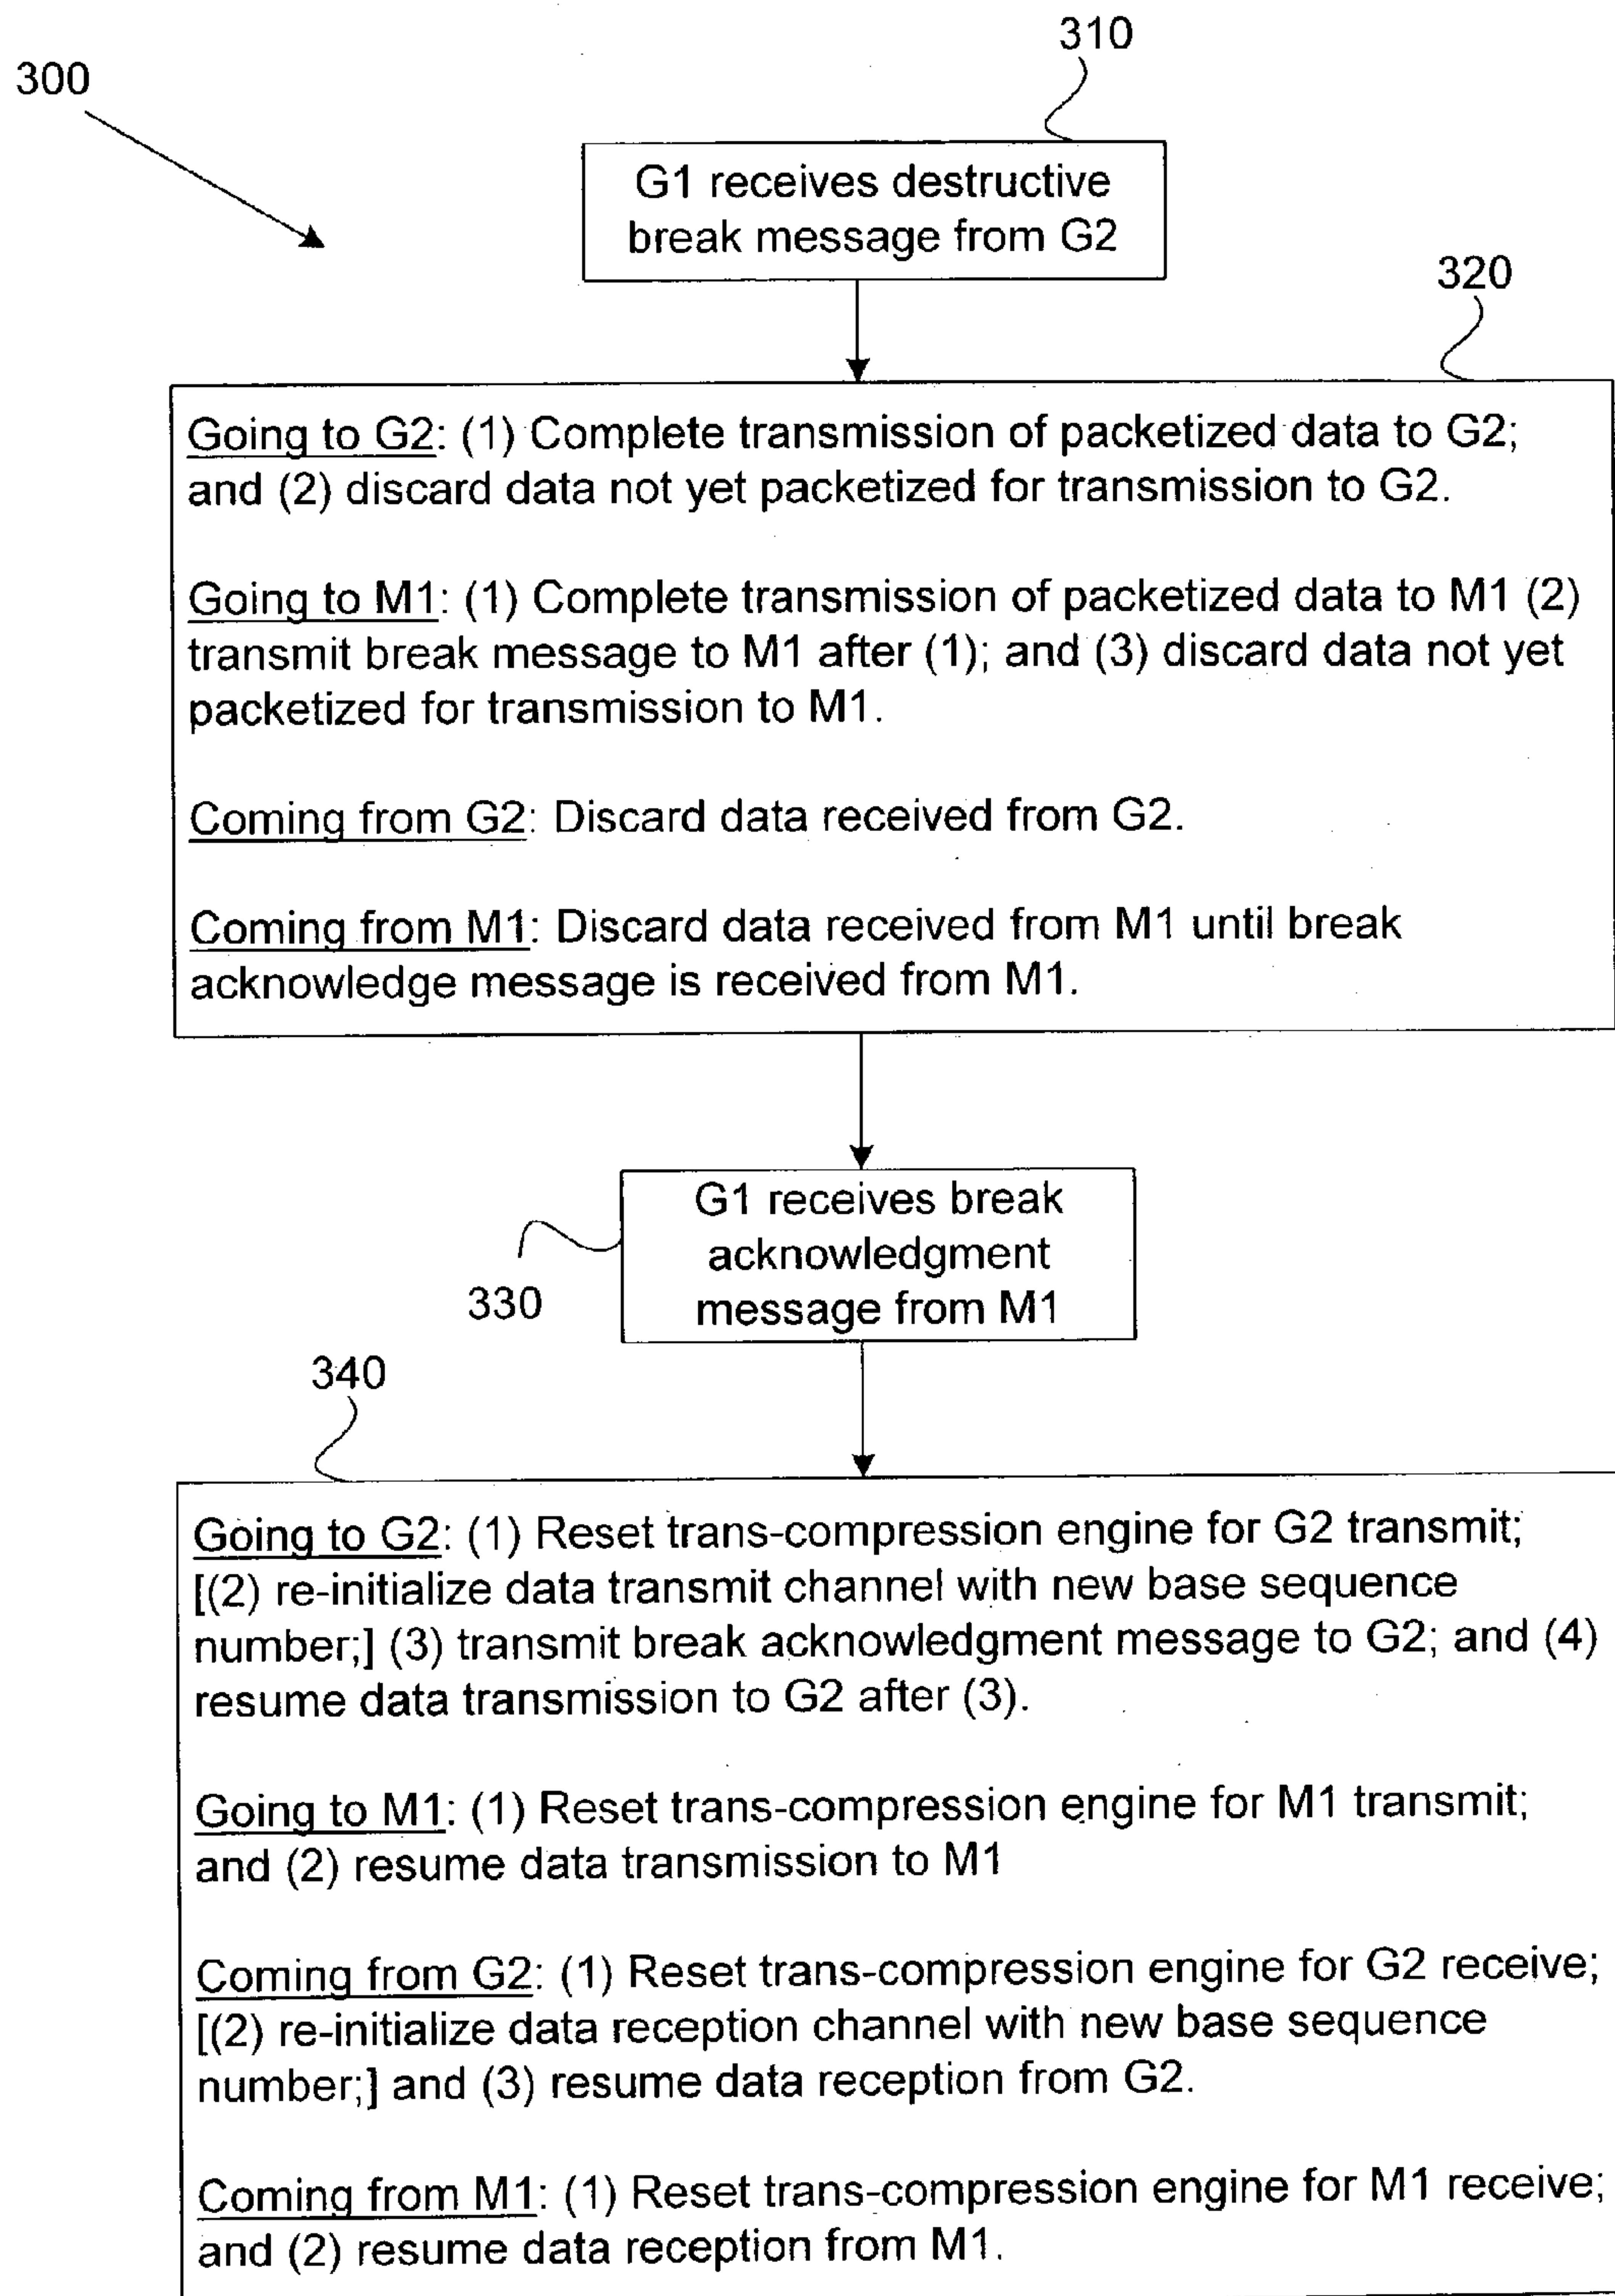 310
300
G1 receives destructive
break message from G2
320
Going to G2: (1) Complete transmission of packetized data to G2;
and (2) discard data not yet packetized for transmission to G2.
Going to M1: (1) Complete transmission of packetized data to M1 (2)
transmit break message to M1 after (1); and (3) discard data not yet
packetized for transmission to M1.
Coming from G2: Discard data received from G2.
Coming from M1: Discard data received from M1 until break
acknowledge message is received from M1.
G1 receives break
acknowledgment
message from M1
330
340
Going to G2: (1) Reset trans-compression engine for G2 transmit;
[(2) re-initialize data transmit channel with new base sequence
number;] (3) transmit break acknowledgment message to G2; and (4)
resume data transmission to G2 after (3).
Going to M1: (1) Reset trans-compression engine for M1 transmit;
and (2) resume data transmission to M1
Coming from G2: (1) Reset trans-compression engine for G2 receive;
[(2) re-initialize data reception channel with new base sequence
number;] and (3) resume data reception from G2.
Coming from M1: (1) Reset trans-compression engine for M1 receive;
and (2) resume data reception from M1.